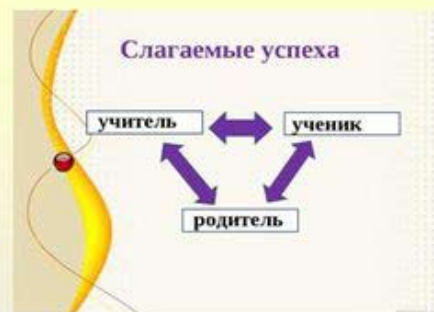 Слагаемые успеха
учитель
ученик
родитель